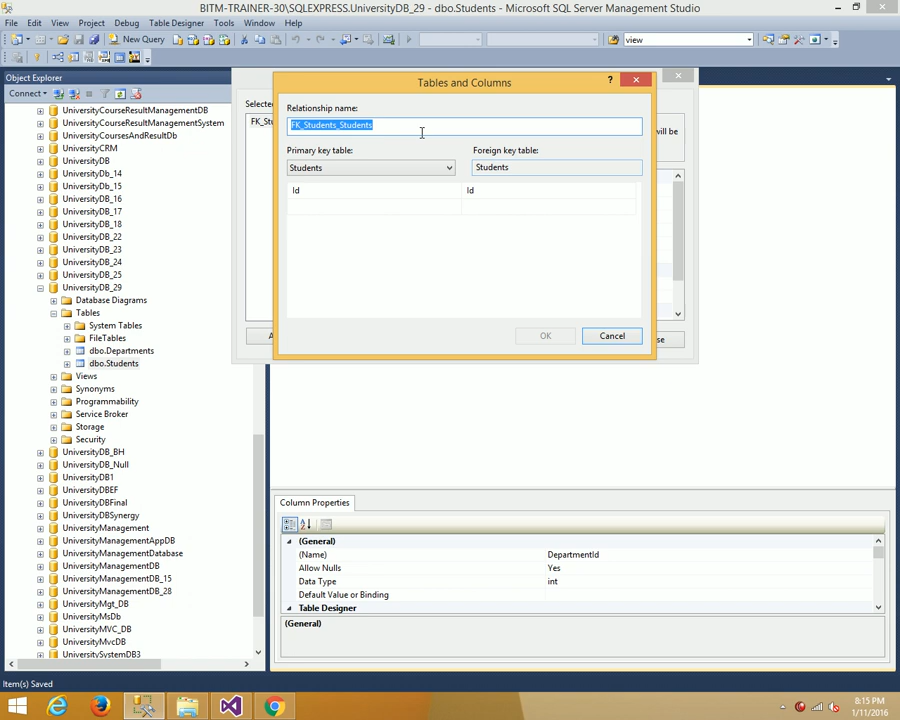 BITM-TRAINER-30\SQLEXPRESS.UniversityDB_29 - dbo.Students - Microsoft SQL Server Management Studio
File Edit View Project Debug Table Designer Tools Window Help
New Query view
Object Explorer
Connect
UniversityCourseResultManagementDB
UniversityCourseResultManagementSystem
UniversityCoursesAndResultDb
UniversityCRM
UniversityDB
UniversityDb_14
UniversityDb_15
UniversityDB_16
UniversityDB_17
UniversityDB_18
UniversityDB_22
UniversityDB_23
UniversityDB_24
UniversityDB_25
UniversityDB_29
Database Diagrams
Tables
System Tables
FileTables
dbo.Departments
dbo.Students
Views
Synonyms
Programmability
Service Broker
Storage
Security
UniversityDB_BH
UniversityDB_Null
UniversityDB1
UniversityDBEF
UniversityDBFinal
UniversityDBSynergy
UniversityManagement
UniversityManagementAppDB
UniversityManagementDatabase
UniversityManagementDB
UniversityManagementDB_15
UniversityManagementDB_28
UniversityMgt_DB
UniversityMsDb
UniversityMVC_DB
UniversityMvcDB
UniversitySystemDB3
Selected
FK_Stu
will be
A
se
Tables and Columns
Relationship name:
FK_Students_Students
Primary key table: Foreign key table:
Students Students
Id Id
OK Cancel
Column Properties
(General)
(Name) DepartmentId
Allow Nulls Yes
Data Type int
Default Value or Binding
Table Designer
(General)
Item(s) Saved
8:15 PM
1/11/2016